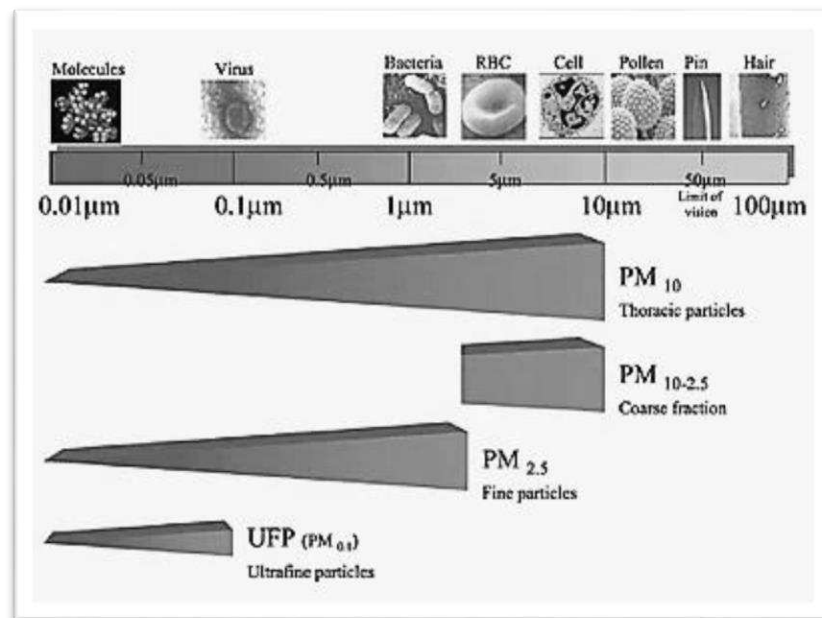 Molecules Virus Bacteria RBC Cell Pollen Pin Hair
0.05μm 0.5μm 5μm 50μm
0.01μm 0.1μm 1μm 10μm Limit of vision 100μm
PM 10
Thoracic particles
PM 10-2.5
Coarse fraction
PM 2.5
Fine particles
UFP (PM 0.1)
Ultrafine particles